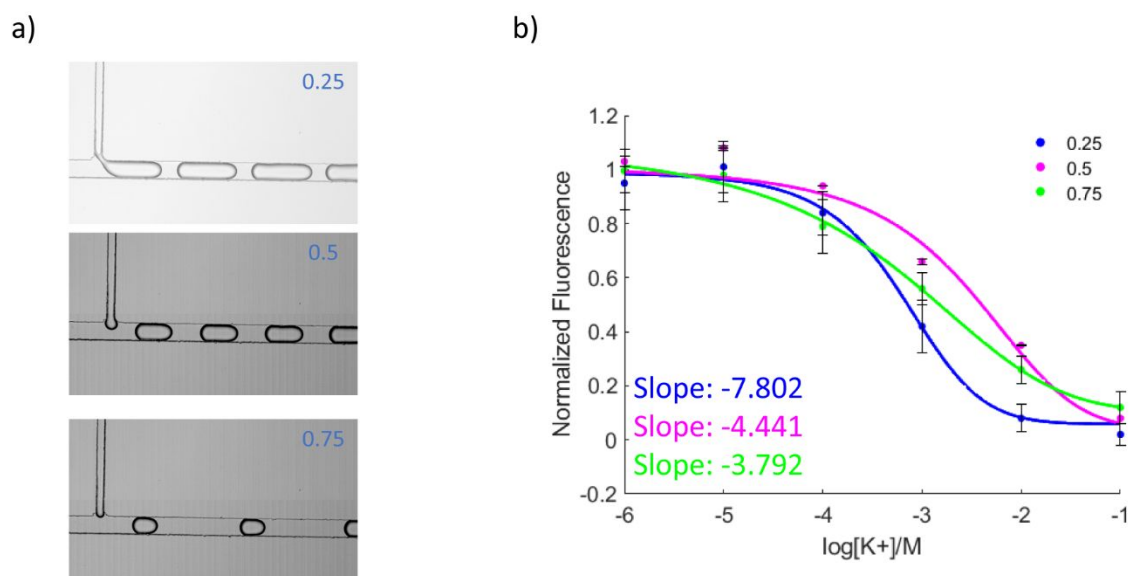 a)
0.25
0.5
0.75
b)
1.2
1
0.8
0.6
0.4
0.2
0
-0.2
Normalized Fluorescence
0.25
0.5
0.75
Slope: -7.802
Slope: -4.441
Slope: -3.792
-6 -5 -4 -3 -2 -1
log[K+]/M